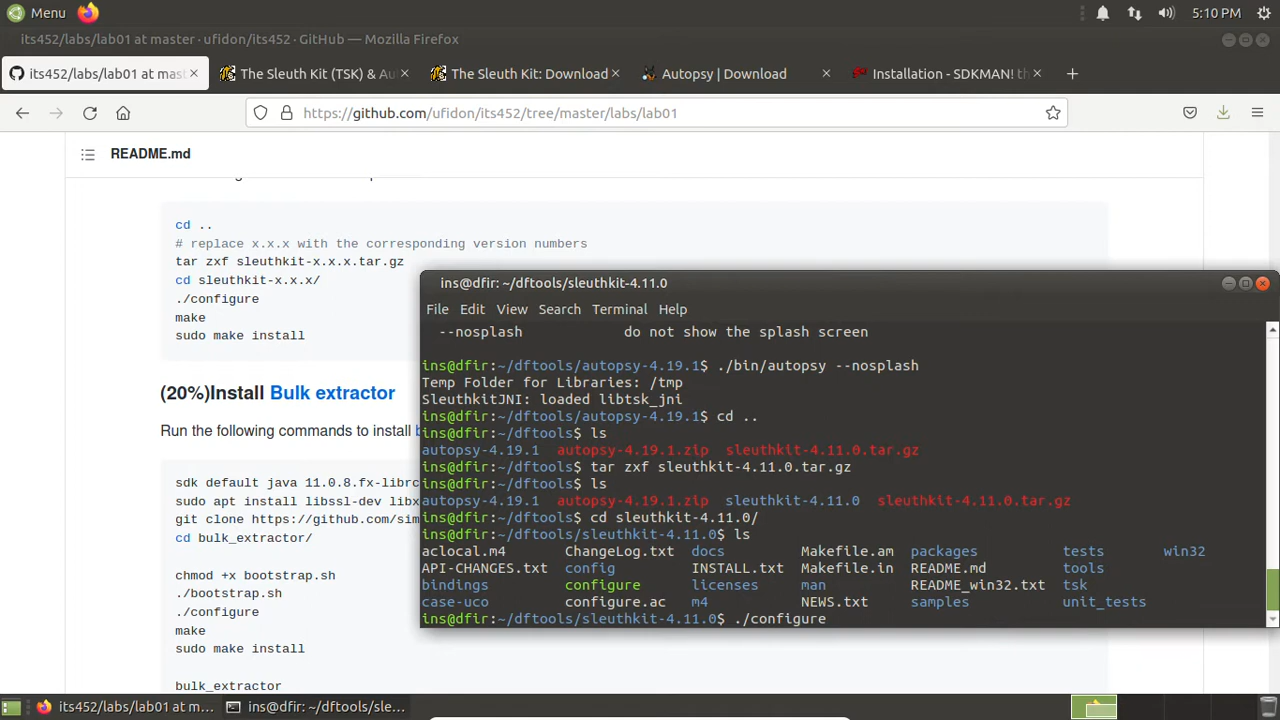 Menu
5:10 PM
its452/labs/lab01 at master · ufidon/its452 · GitHub — Mozilla Firefox
its452/labs/lab01 at mast
The Sleuth Kit (TSK) & Au
The Sleuth Kit: Download
Autopsy | Download
Installation - SDKMAN! th
https://github.com/ufidon/its452/tree/master/labs/lab01
README.md
cd ..
# replace x.x.x with the corresponding version numbers
tar zxf sleuthkit-x.x.x.tar.gz
cd sleuthkit-x.x.x/
./configure
make
sudo make install
(20%)Install Bulk extractor
Run the following commands to install b
sdk default java 11.0.8.fx-librc
sudo apt install libssl-dev libx
git clone https://github.com/sim
cd bulk_extractor/
chmod +x bootstrap.sh
./bootstrap.sh
./configure
make
sudo make install
bulk_extractor
ins@dfir: ~/dftools/sleuthkit-4.11.0
File Edit View Search Terminal Help
--nosplash do not show the splash screen
ins@dfir:~/dftools/autopsy-4.19.1$ ./bin/autopsy --nosplash
Temp Folder for Libraries: /tmp
SleuthkitJNI: loaded libtsk_jni
ins@dfir:~/dftools/autopsy-4.19.1$ cd ..
ins@dfir:~/dftools$ ls
autopsy-4.19.1 autopsy-4.19.1.zip sleuthkit-4.11.0.tar.gz
ins@dfir:~/dftools$ tar zxf sleuthkit-4.11.0.tar.gz
ins@dfir:~/dftools$ ls
autopsy-4.19.1 autopsy-4.19.1.zip sleuthkit-4.11.0 sleuthkit-4.11.0.tar.gz
ins@dfir:~/dftools$ cd sleuthkit-4.11.0/
ins@dfir:~/dftools/sleuthkit-4.11.0$ ls
aclocal.m4 ChangeLog.txt docs Makefile.am packages tests win32
API-CHANGES.txt config INSTALL.txt Makefile.in README.md tools
bindings configure licenses man README_win32.txt tsk
case-uco configure.ac m4 NEWS.txt samples unit_tests
ins@dfir:~/dftools/sleuthkit-4.11.0$ ./configure
its452/labs/lab01 at m...
ins@dfir: ~/dftools/sle...